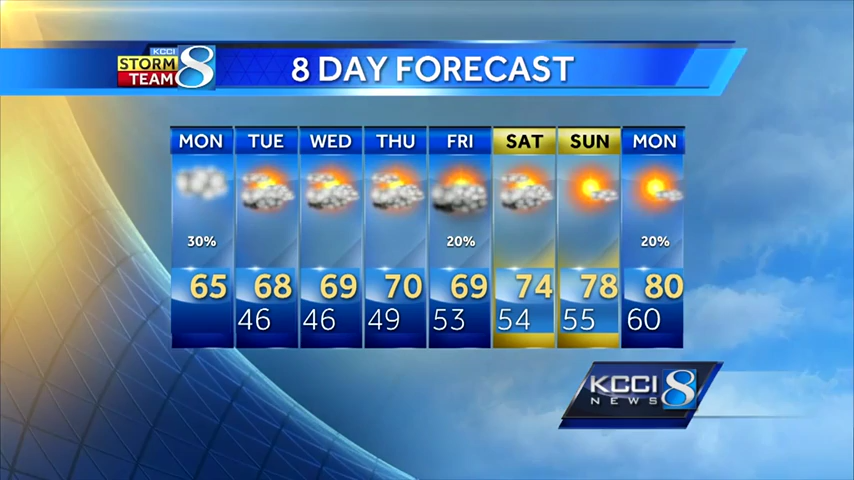 KCCI
STORM
TEAM 8
8 DAY FORECAST
MON TUE WED THU FRI SAT SUN MON
30% 20% 20%
65 68 69 70 69 74 78 80
46 46 49 53 54 55 60
KCCI 8
NEWS